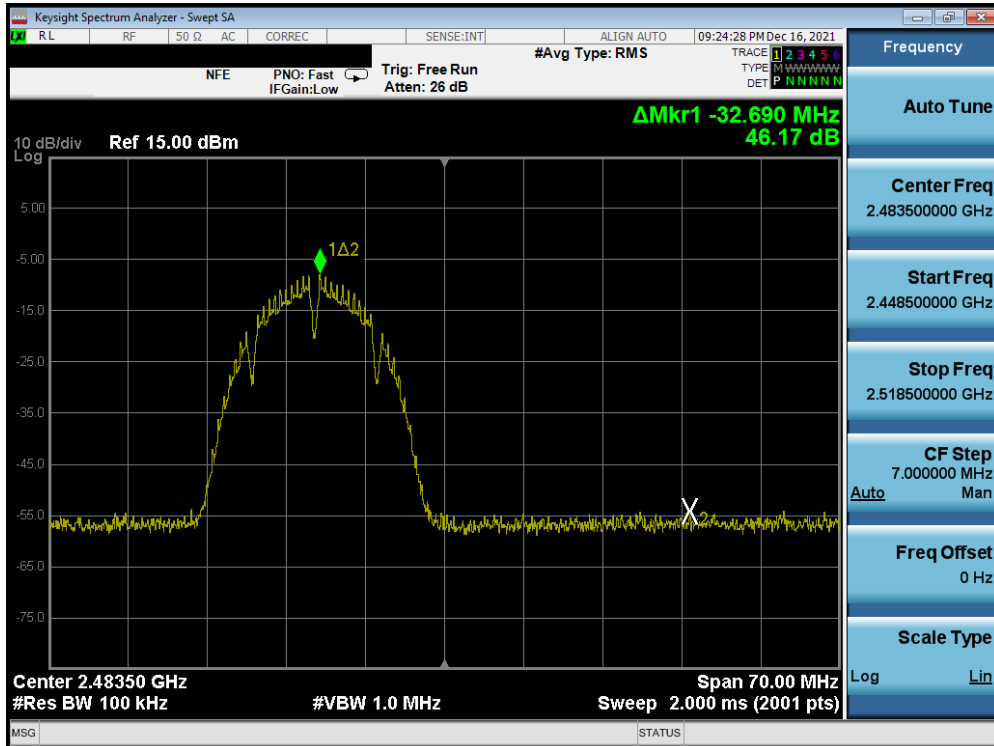 Keysight Spectrum Analyzer - Swept SA
LXI RL RF 50 Ω AC CORREC SENSE:INT ALIGN AUTO 09:24:28 PM Dec 16, 2021
#Avg Type: RMS TRACE 1 2 3 4 5 6
NFE PNO: Fast Trig: Free Run TYPE M W W W W W
IFGain:Low Atten: 26 dB DET P N N N N N
ΔMkr1 -32.690 MHz
46.17 dB
10 dB/div Ref 15.00 dBm
Log
5.00
-5.00
-15.0
-25.0
-35.0
-45.0
-55.0
-65.0
-75.0
1Δ2
X2
Center 2.48350 GHz Span 70.00 MHz
#Res BW 100 kHz #VBW 1.0 MHz Sweep 2.000 ms (2001 pts)
MSG STATUS
Frequency
Auto Tune
Center Freq
2.483500000 GHz
Start Freq
2.448500000 GHz
Stop Freq
2.518500000 GHz
CF Step
7.000000 MHz
Auto Man
Freq Offset
0 Hz
Scale Type
Log Lin